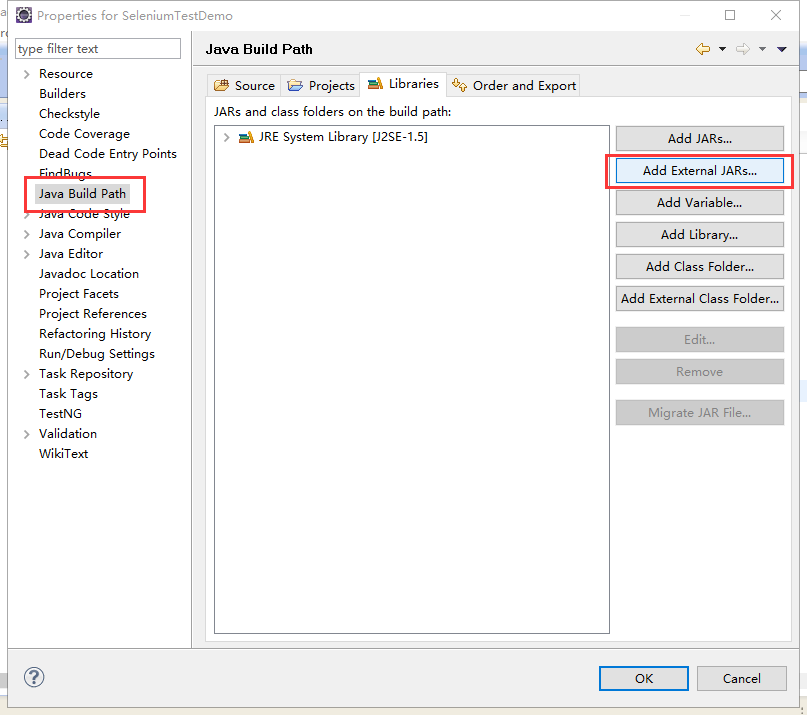 Properties for SeleniumTestDemo
type filter text
Resource
Builders
Checkstyle
Code Coverage
Dead Code Entry Points
FindBugs
Java Build Path
Java Code Style
Java Compiler
Java Editor
Javadoc Location
Project Facets
Project References
Refactoring History
Run/Debug Settings
Task Repository
Task Tags
TestNG
Validation
WikiText
Java Build Path
Source
Projects
Libraries
Order and Export
JARs and class folders on the build path:
JRE System Library [J2SE-1.5]
Add JARs...
Add External JARs...
Add Variable...
Add Library...
Add Class Folder...
Add External Class Folder...
Edit...
Remove
Migrate JAR File...
OK
Cancel